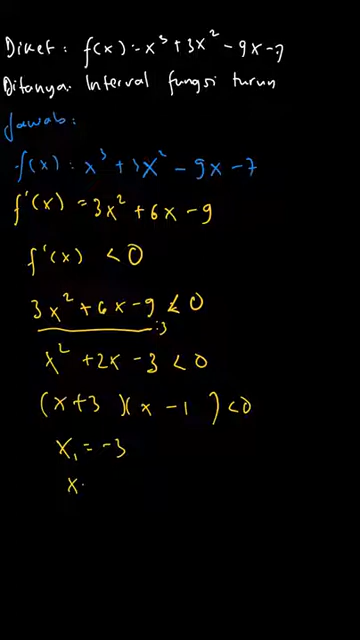 Diket : f(x) : x³ + 3x² - 9x - 7
Ditanya : Interval fungsi turun
Jawab :
f(x) : x³ + 3x² - 9x - 7
f'(x) = 3x² + 6x - 9
f'(x) < 0
3x² + 6x - 9 < 0
:3
x² + 2x - 3 < 0
(x + 3)(x - 1) < 0
x₁ = -3
x